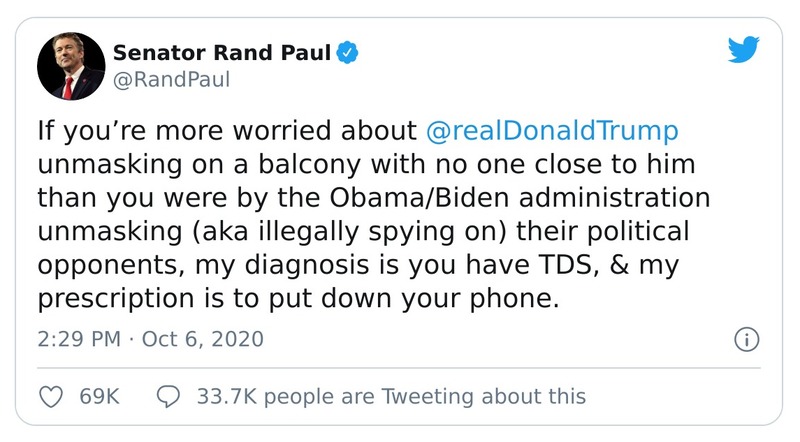 Senator Rand Paul
@RandPaul
If you’re more worried about @realDonaldTrump
unmasking on a balcony with no one close to him
than you were by the Obama/Biden administration
unmasking (aka illegally spying on) their political
opponents, my diagnosis is you have TDS, & my
prescription is to put down your phone.
2:29 PM · Oct 6, 2020
69K 33.7K people are Tweeting about this